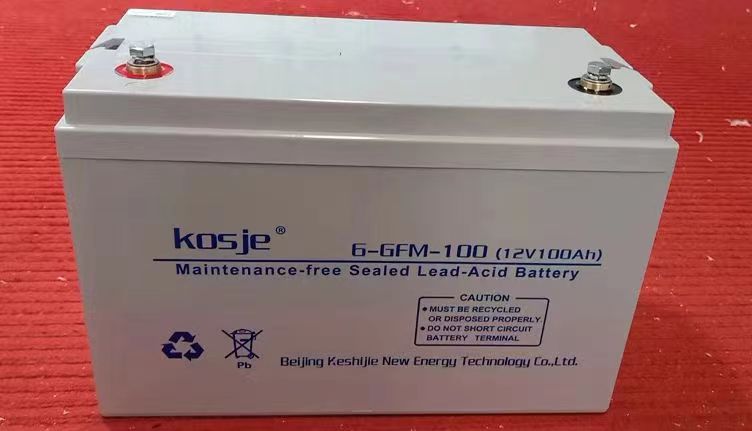 kosje®
6-GFM-100 (12V100Ah)
Maintenance-free Sealed Lead-Acid Battery
CAUTION
• MUST BE RECYCLED
OR DISPOSED PROPERLY.
• DO NOT SHORT CIRCUIT
BATTERY TERMINAL
Pb
Beijing Keshijie New Energy Technology Co.,Ltd.